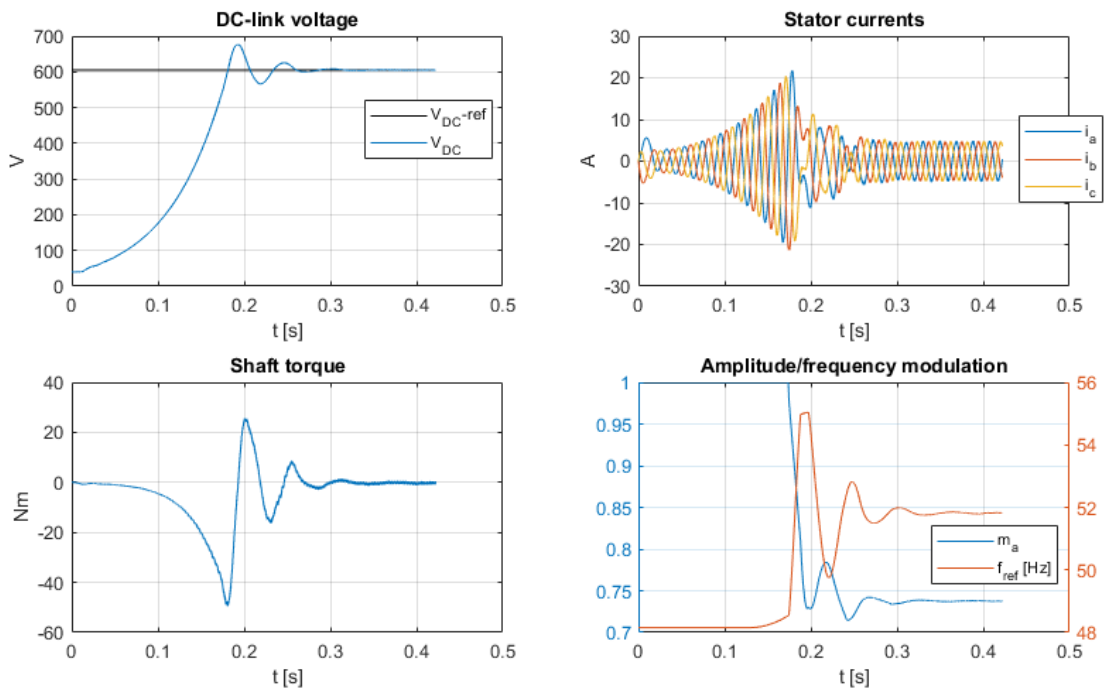 DC-link voltage
700
600
500
400
300
200
100
0
V
V_DC-ref
V_DC
0 0.1 0.2 0.3 0.4 0.5
t [s]
Stator currents
30
20
10
0
-10
-20
-30
A
i_a
i_b
i_c
0 0.1 0.2 0.3 0.4 0.5
t [s]
Shaft torque
40
20
0
-20
-40
-60
Nm
0 0.1 0.2 0.3 0.4 0.5
t [s]
Amplitude/frequency modulation
1
0.95
0.9
0.85
0.8
0.75
0.7
56
54
52
50
48
m_a
f_ref [Hz]
0 0.1 0.2 0.3 0.4 0.5
t [s]